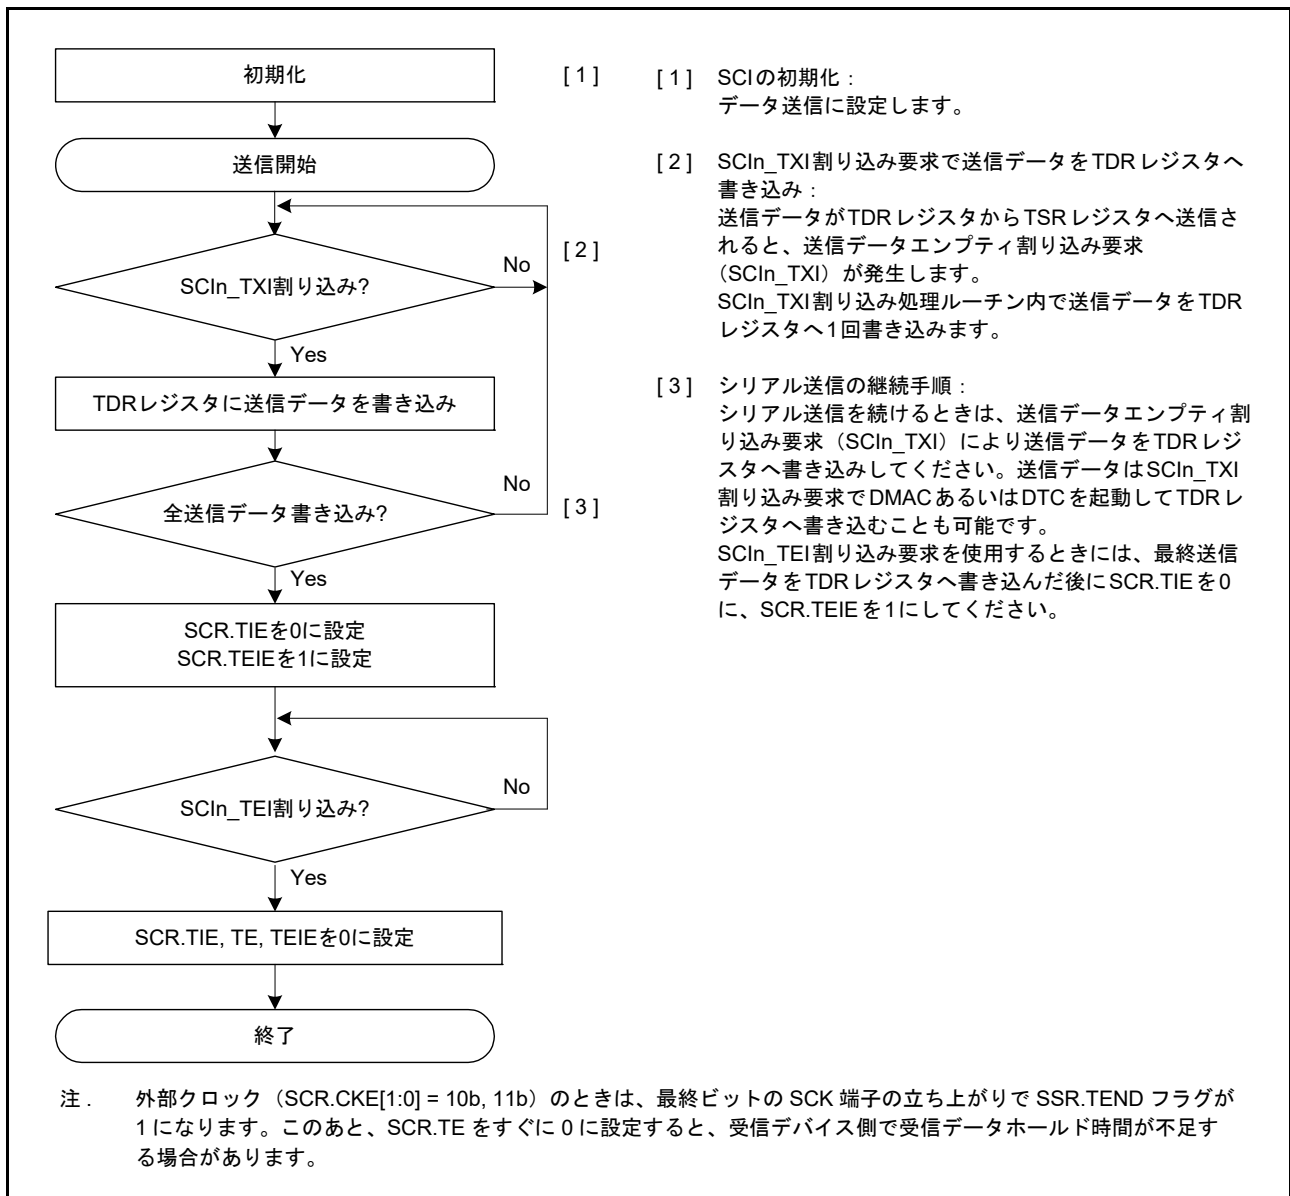 初期化
[ 1 ]
送信開始
SCIn_TXI割り込み?
No
[ 2 ]
Yes
TDRレジスタに送信データを書き込み
全送信データ書き込み?
No
[ 3 ]
Yes
SCR.TIEを0に設定
SCR.TEIEを1に設定
SCIn_TEI割り込み?
No
Yes
SCR.TIE, TE, TEIEを0に設定
終了
[ 1 ] SCIの初期化：
データ送信に設定します。
[ 2 ] SCIn_TXI割り込み要求で送信データをTDRレジスタへ
書き込み：
送信データがTDRレジスタからTSRレジスタへ送信さ
れると、送信データエンプティ割り込み要求
（SCIn_TXI）が発生します。
SCIn_TXI割り込み処理ルーチン内で送信データをTDR
レジスタへ1回書き込みます。
[ 3 ] シリアル送信の継続手順：
シリアル送信を続けるときは、送信データエンプティ割
り込み要求（SCIn_TXI）により送信データをTDRレジ
スタへ書き込みしてください。送信データはSCIn_TXI
割り込み要求でDMACあるいはDTCを起動してTDRレ
ジスタへ書き込むことも可能です。
SCIn_TEI割り込み要求を使用するときには、最終送信
データをTDRレジスタへ書き込んだ後にSCR.TIEを0
に、SCR.TEIEを1にしてください。
注． 外部クロック（SCR.CKE[1:0] = 10b, 11b）のときは、最終ビットの SCK 端子の立ち上がりで SSR.TEND フラグが
1 になります。このあと、SCR.TE をすぐに 0 に設定すると、受信デバイス側で受信データホールド時間が不足す
る場合があります。